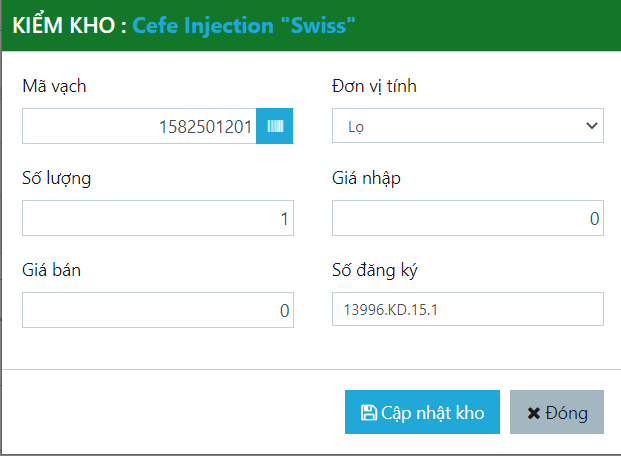 KIỂM KHO : Cefe Injection "Swiss"
Mã vạch
Đơn vị tính
1582501201
Lọ
Số lượng
Giá nhập
1
0
Giá bán
Số đăng ký
0
13996.KD.15.1
Cập nhật kho
Đóng